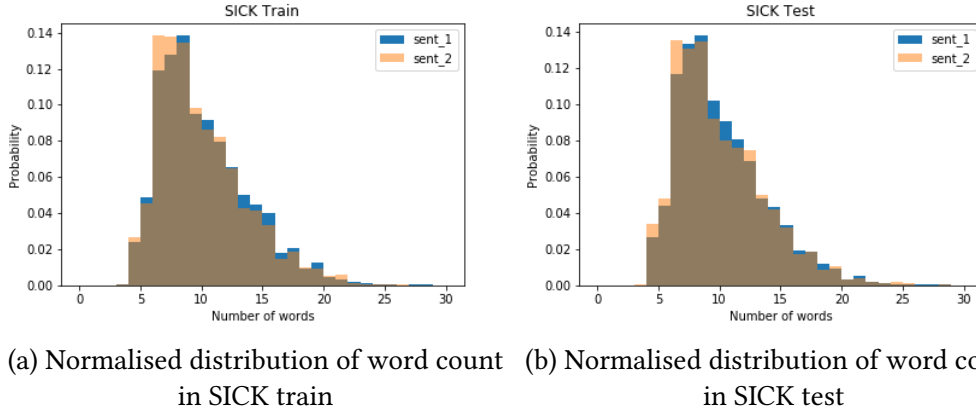 SICK Train
0.14
0.12
0.10
0.08
0.06
0.04
0.02
0.00
Probability
0 5 10 15 20 25 30
Number of words
sent_1
sent_2
SICK Test
0.14
0.12
0.10
0.08
0.06
0.04
0.02
0.00
Probability
0 5 10 15 20 25 30
Number of words
sent_1
sent_2
(a) Normalised distribution of word count
in SICK train
(b) Normalised distribution of word co
in SICK test